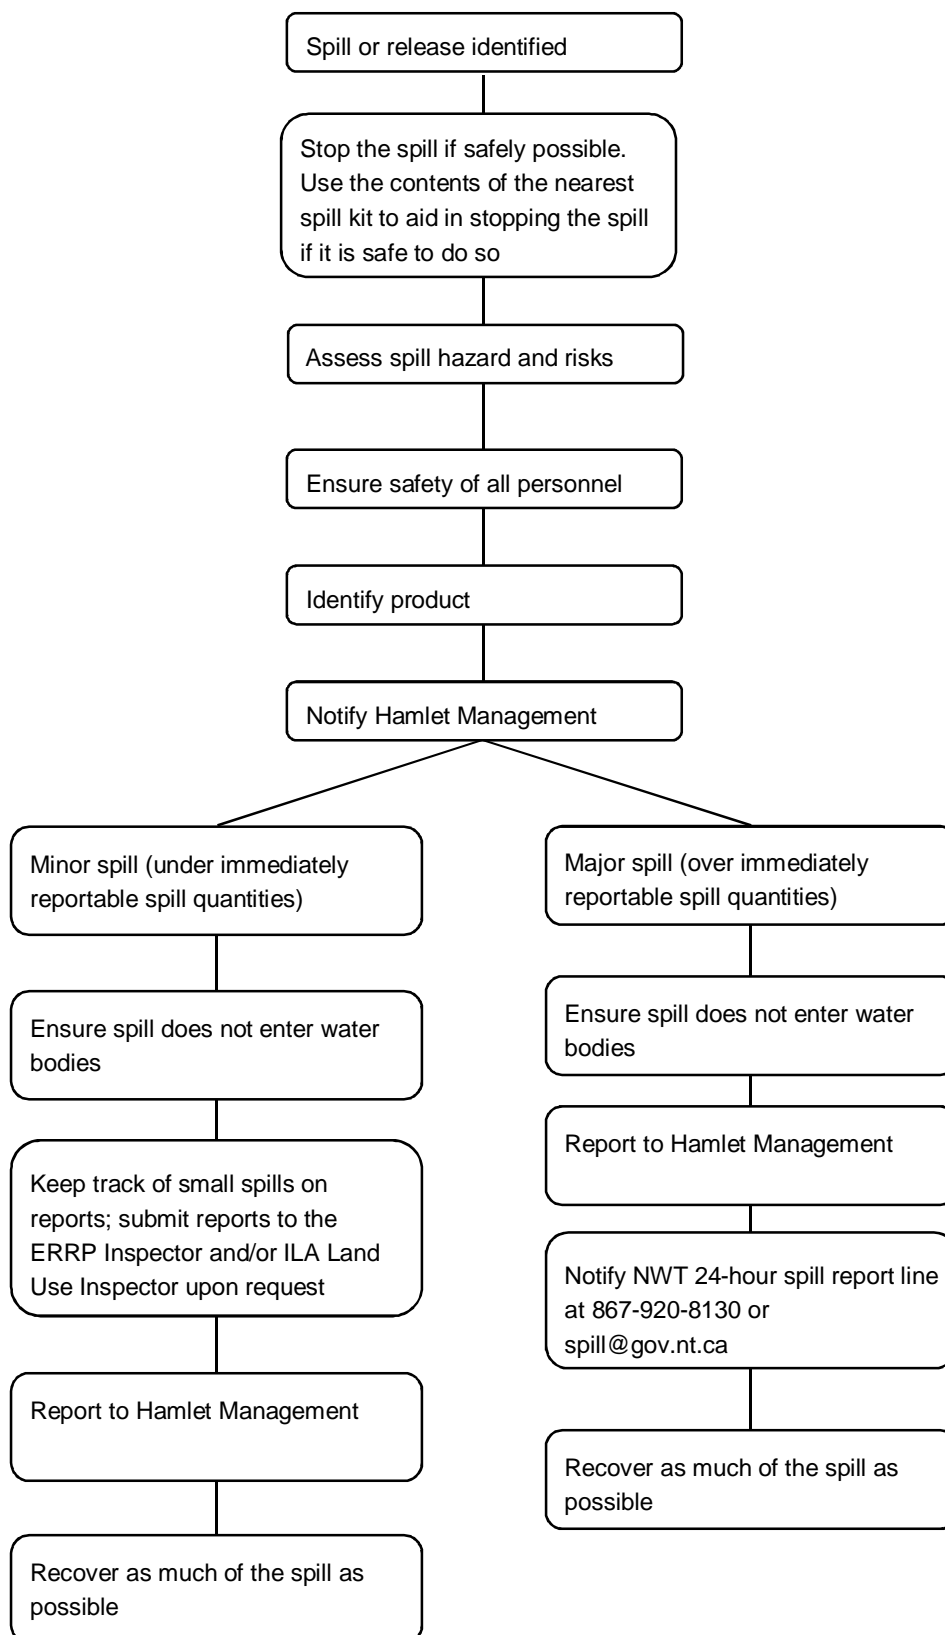 Spill or release identified
Stop the spill if safely possible.
Use the contents of the nearest
spill kit to aid in stopping the spill
if it is safe to do so
Assess spill hazard and risks
Ensure safety of all personnel
Identify product
Notify Hamlet Management
Minor spill (under immediately
reportable spill quantities)
Ensure spill does not enter water
bodies
Keep track of small spills on
reports; submit reports to the
ERRP Inspector and/or ILA Land
Use Inspector upon request
Report to Hamlet Management
Recover as much of the spill as
possible
Major spill (over immediately
reportable spill quantities)
Ensure spill does not enter water
bodies
Report to Hamlet Management
Notify NWT 24-hour spill report line
at 867-920-8130 or
spill@gov.nt.ca
Recover as much of the spill as
possible